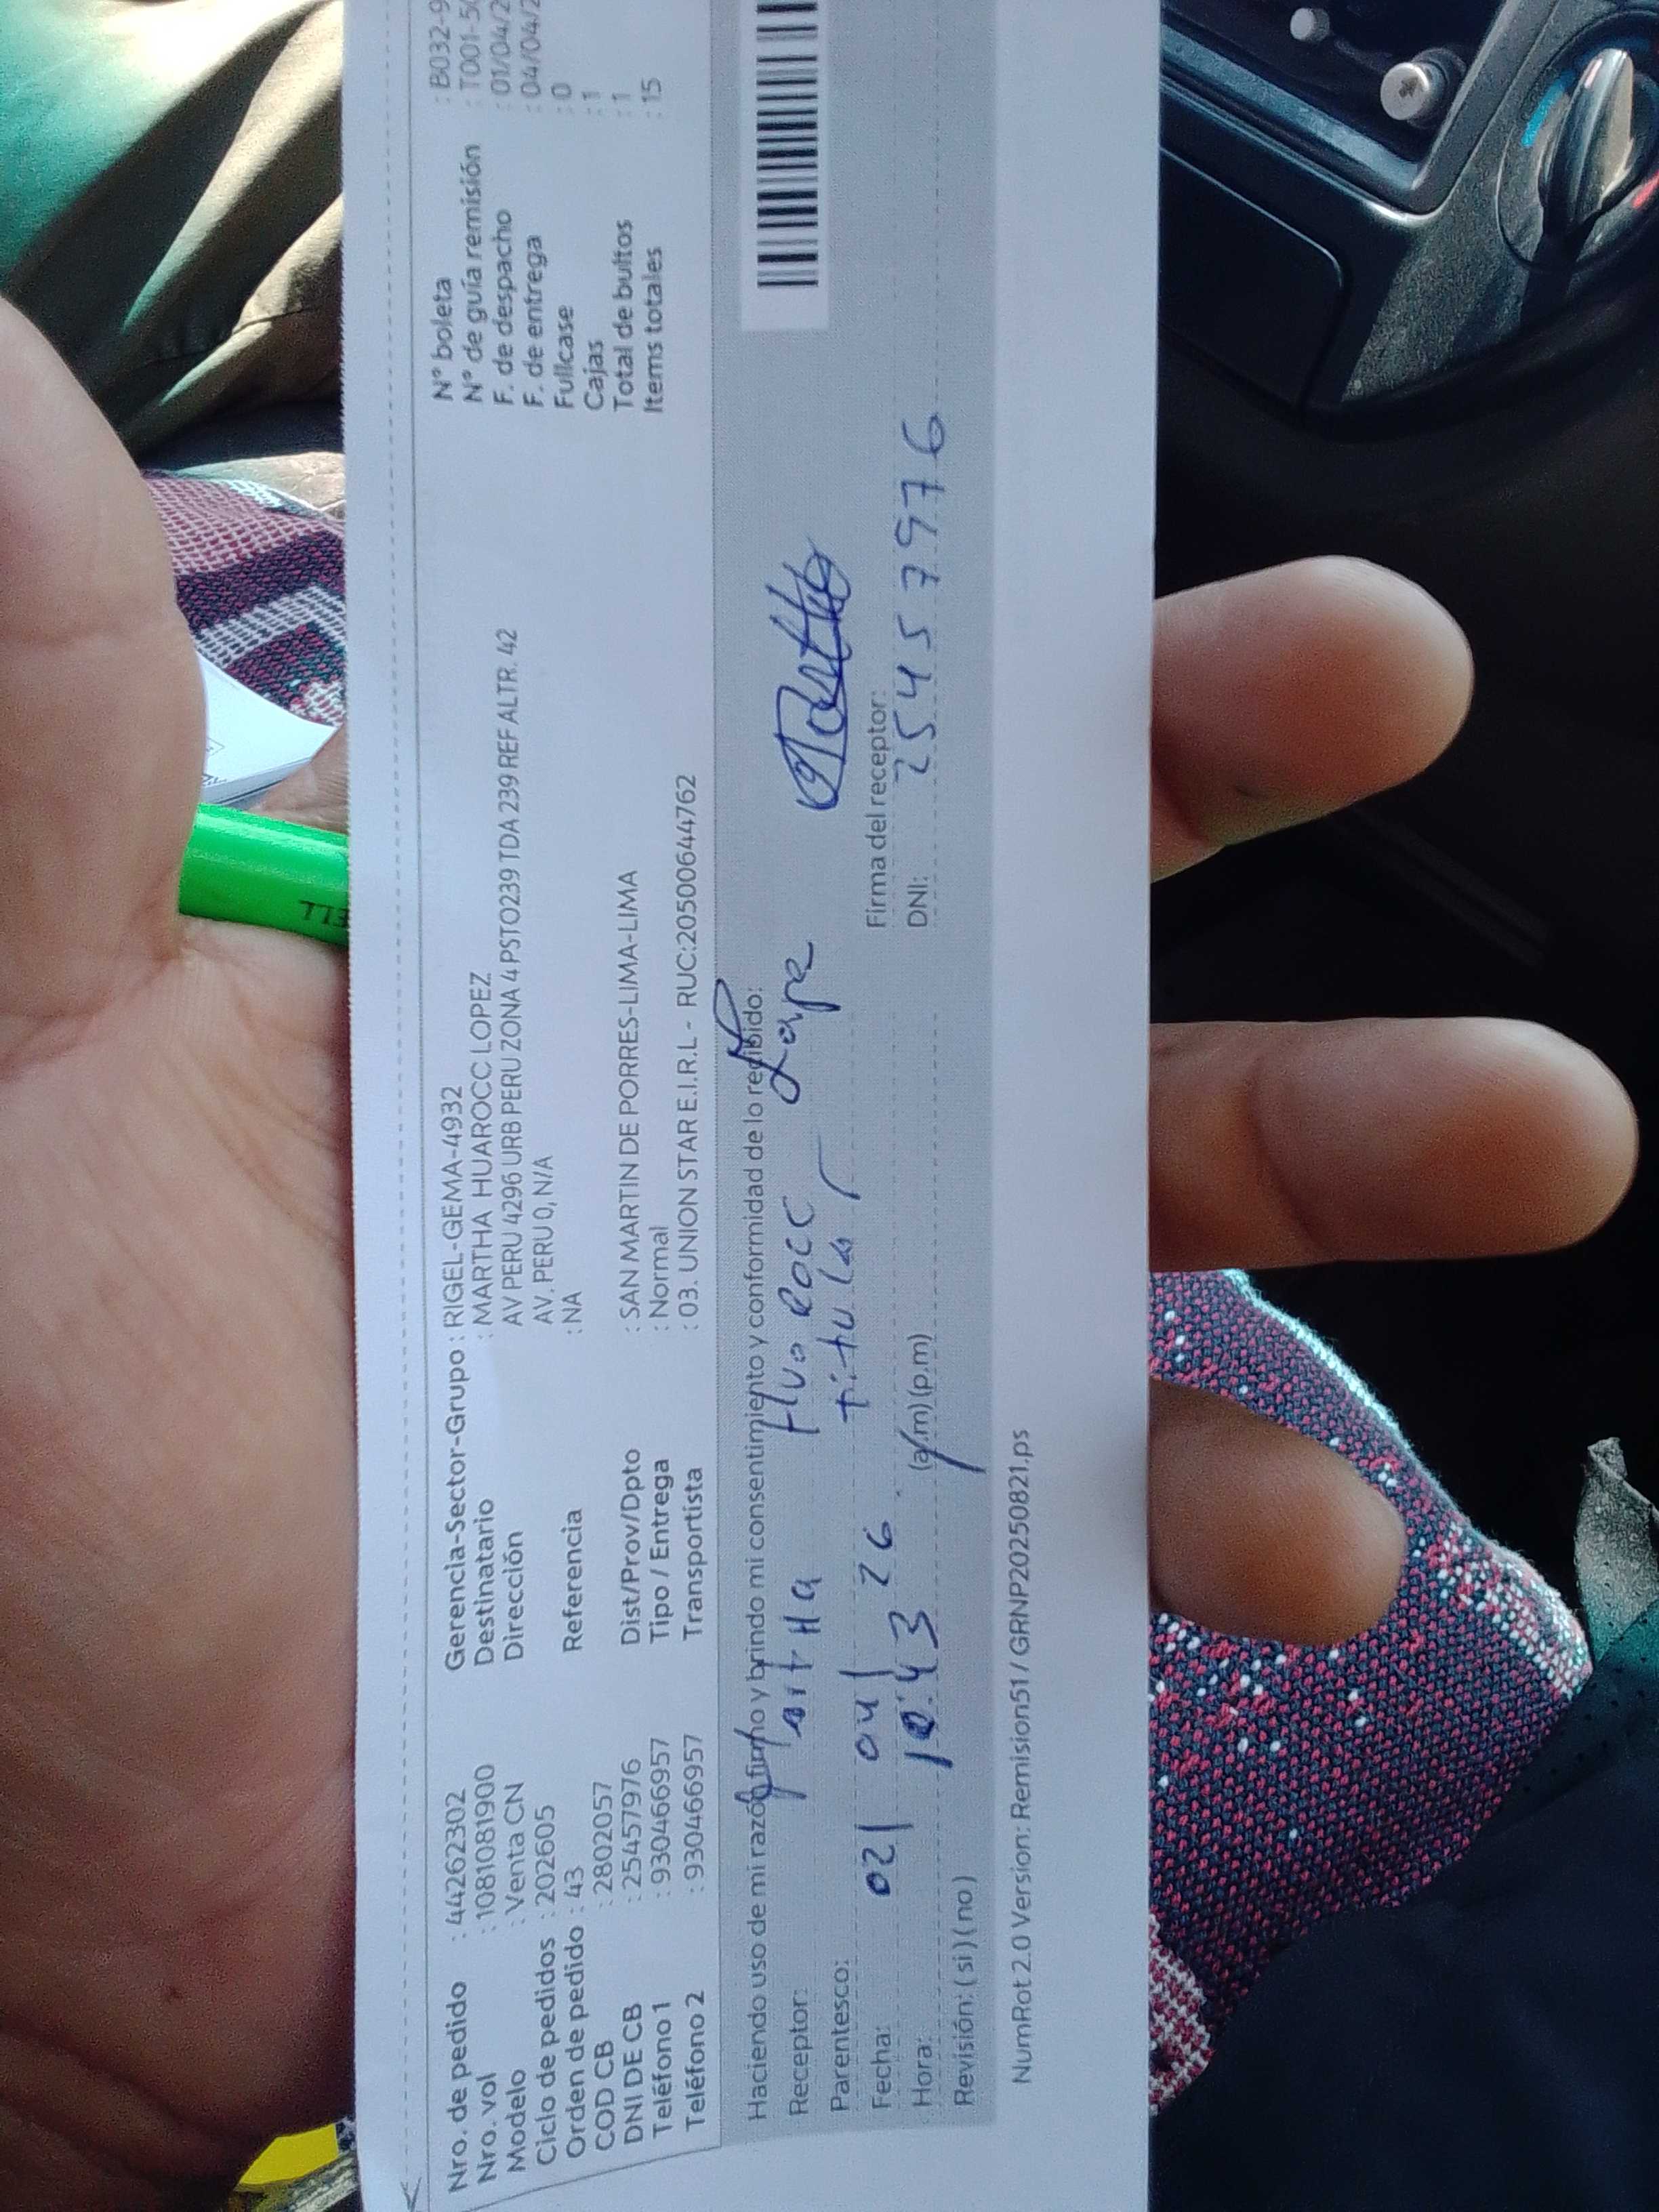 Nro. de pedido : 44262302
Nro. vol : 108108190​0
Modelo : Venta CN
Ciclo de pedidos : 202605
Orden de pedido : 43
COD CB : 2802057
DNI DE CB : 25457976
Teléfono 1 : 930466957
Teléfono 2 : 930466957
Gerencia-Sector-Grupo : RIGEL-GEMA-4932
Destinatario : MARTHA HUAROCC LOPEZ
Dirección AV PERU 4296 URB PERU ZONA 4 PSTO239 TDA 239 REF ALTR. 42
AV. PERU 0, N/A
Referencia : NA
Dist/Prov/Dpto : SAN MARTIN DE PORRES-LIMA-LIMA
Tipo / Entrega : Normal
Transportista : 03. UNION STAR E.I.R.L - RUC:20500644762
N° boleta : B032-9
N° de guía remisión : T001-50
F. de despacho : 01/04/2
F. de entrega : 04/04/2
Fullcase : 0
Cajas : 1
Total de bultos : 1
Items totales : 15
Haciendo uso de mi razón firmo y brindo mi consentimiento y conformidad de lo recibido:
Receptor: Huarocc
Parentesco: titular
Fecha: 02/ 04/ 26
Hora: 10:43 (a.m)(p.m)
Revisión: ( si ) ( no )
Firma del receptor:
DNI: 25457976
NumRot 2.0 Version: Remision51 / GRNP20250821.ps
ELL